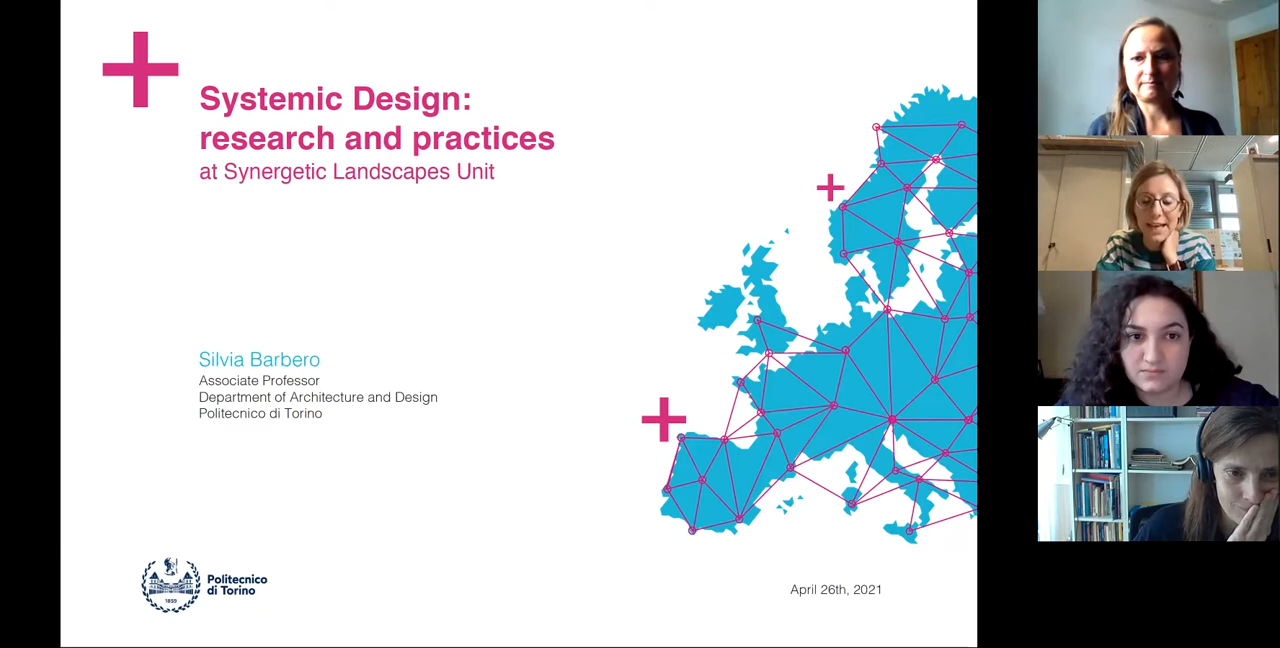 Systemic Design:
research and practices
at Synergetic Landscapes Unit
Silvia Barbero
Associate Professor
Department of Architecture and Design
Politecnico di Torino
Politecnico
di Torino
1859
April 26th, 2021